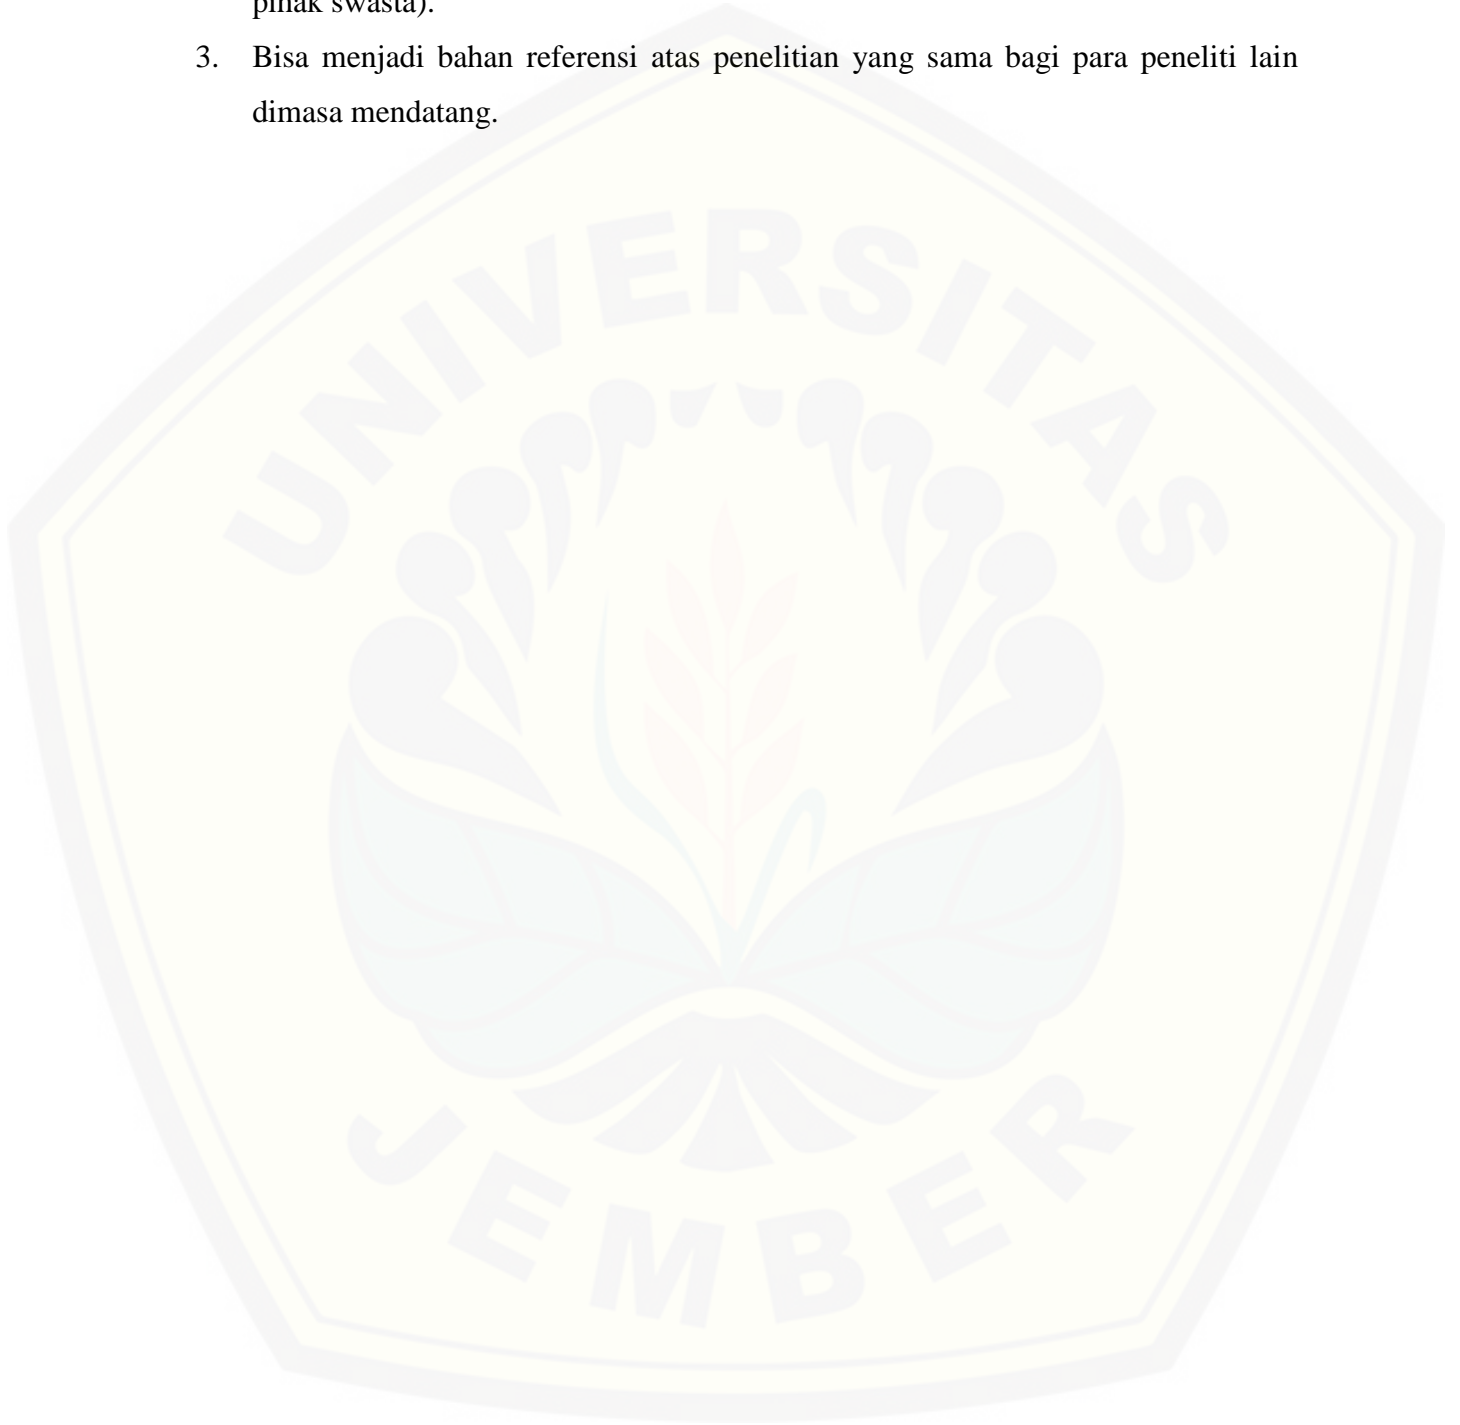 pihak swasta).
3. Bisa menjadi bahan referensi atas penelitian yang sama bagi para peneliti lain
dimasa mendatang.
UNIVERSITAS
JEMBER